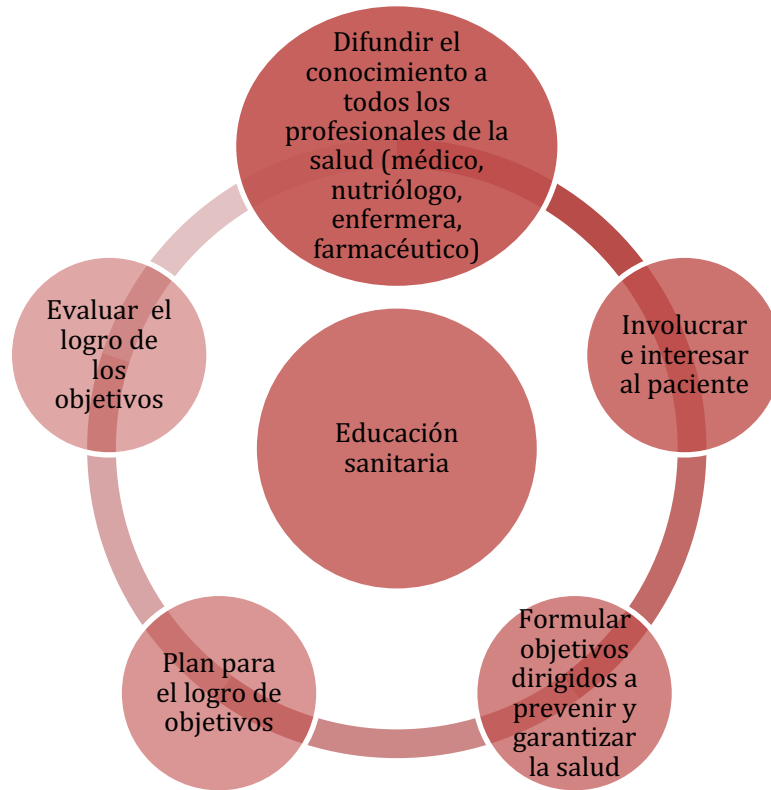 Difundir el
conocimiento a
todos los
profesionales de la
salud (médico,
nutriólogo,
enfermera,
farmacéutico)
Involucrar
e interesar
al paciente
Formular
objetivos
dirigidos a
prevenir y
garantizar
la salud
Plan para
el logro de
objetivos
Evaluar el
logro de
los
objetivos
Educación
sanitaria